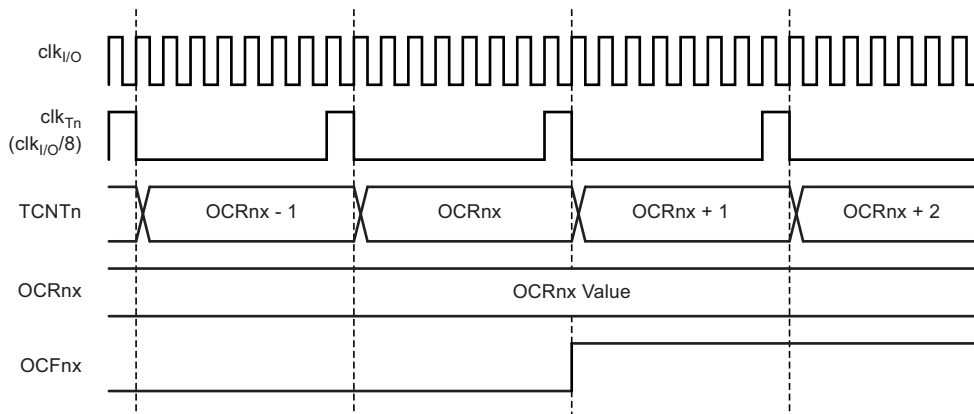 clkI/O
clkTn
(clkI/O/8)
TCNTn OCRnx - 1 OCRnx OCRnx + 1 OCRnx + 2
OCRnx OCRnx Value
OCFnx